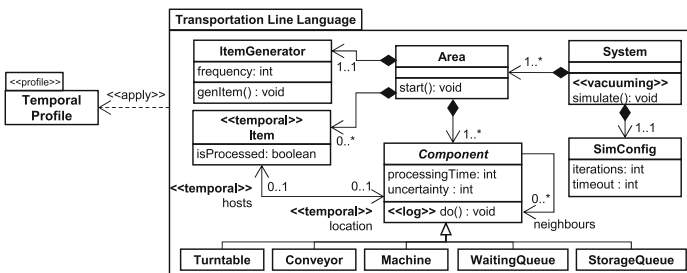 Transportation Line Language
<<profile>>
Temporal
Profile
<<apply>>
ItemGenerator
frequency: int
genItem() : void
1..1
Area
start(): void
1..*
System
<<vacuuming>>
simulate(): void
<<temporal>>
Item
isProcessed: boolean
0..*
1..*
1..1
SimConfig
iterations: int
timeout : int
Component
processingTime: int
uncertainty : int
<<log>> do() : void
<<temporal>>
hosts
0..1
0..1
<<temporal>>
location
0..*
neighbours
Turntable
Conveyor
Machine
WaitingQueue
StorageQueue